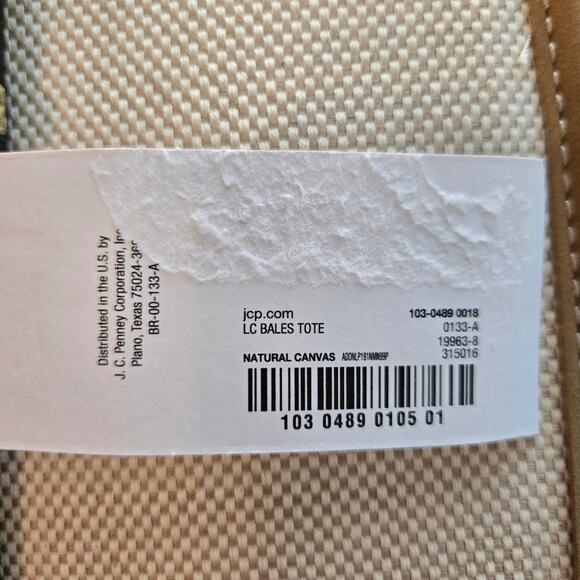 Distributed in the U.S. by
J. C. Penney Corporation, Inc
Plano, Texas 75024-36
BR-00-133-A
jcp.com
103-0489 0018
LC BALES TOTE
0133-A
19963-8
NATURAL CANVAS ADONLP191NMN99P
315016
103 0489 0105 01